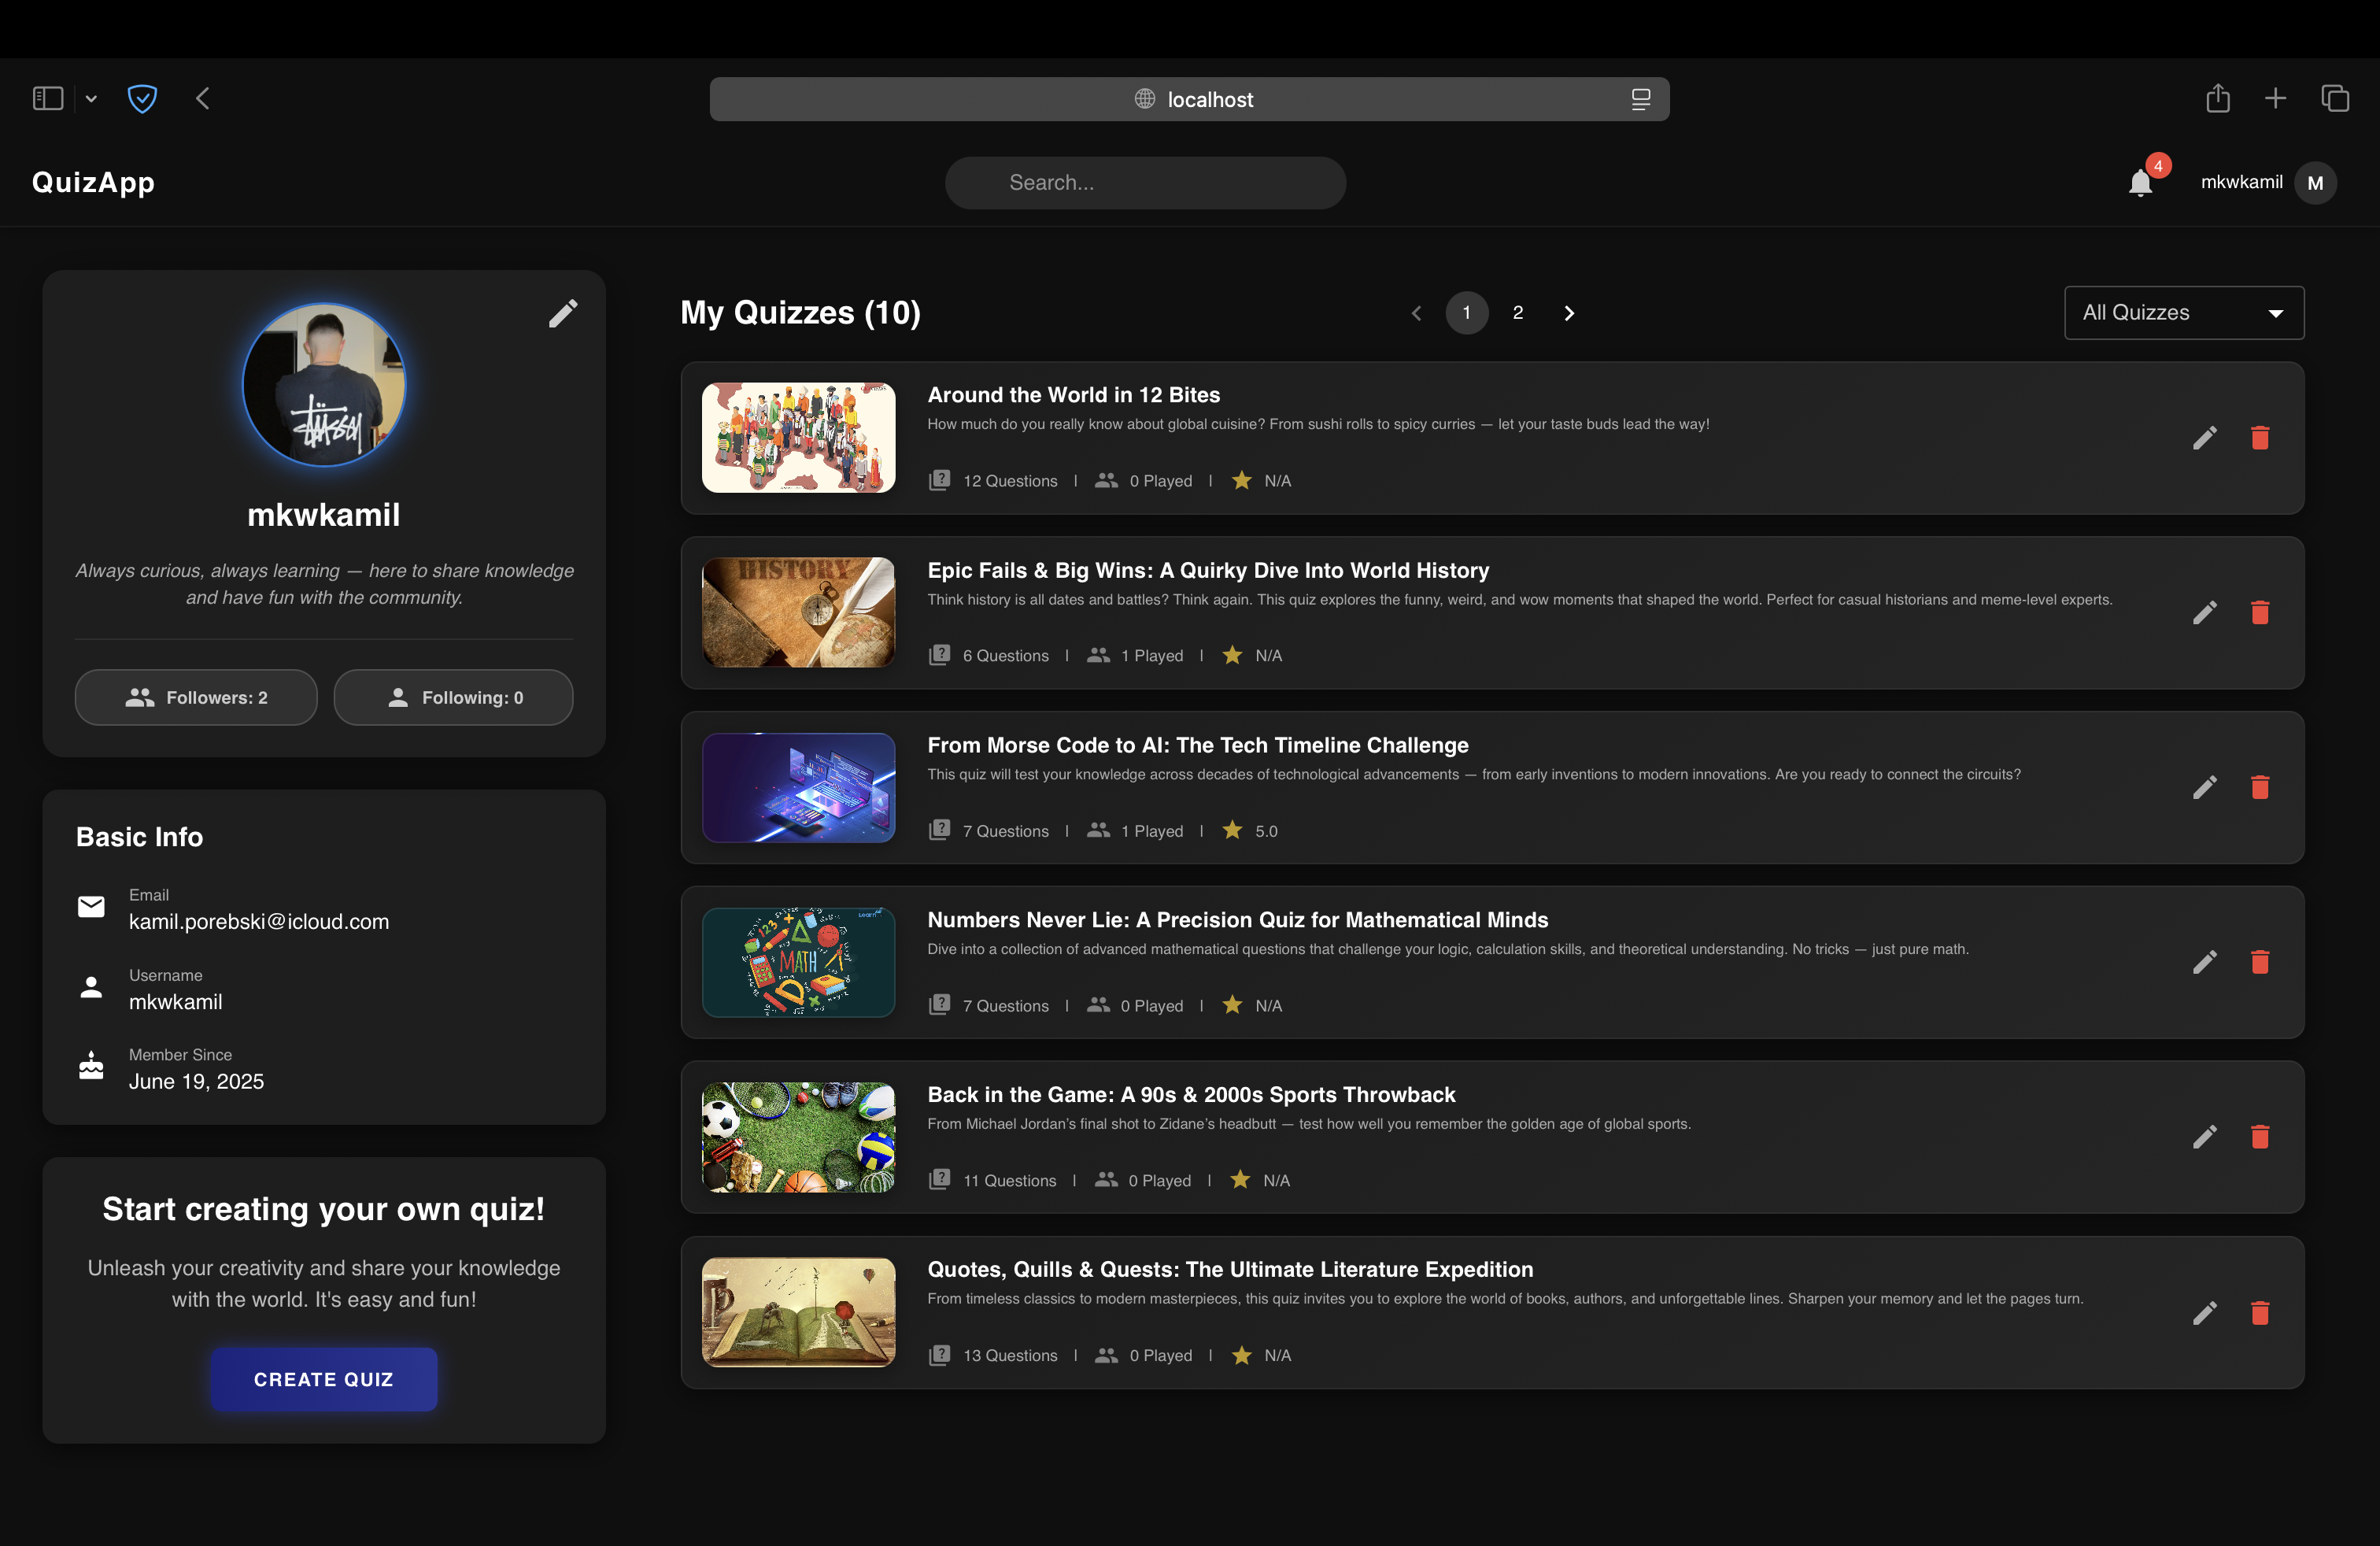 localhost
QuizApp
Search...
4
mkwkamil
M
STÜSSY
mkwkamil
Always curious, always learning — here to share knowledge
and have fun with the community.
Followers: 2
Following: 0
Basic Info
Email
kamil.porebski@icloud.com
Username
mkwkamil
Member Since
June 19, 2025
Start creating your own quiz!
Unleash your creativity and share your knowledge
with the world. It's easy and fun!
CREATE QUIZ
My Quizzes (10)
1
2
All Quizzes
Around the World in 12 Bites
How much do you really know about global cuisine? From sushi rolls to spicy curries — let your taste buds lead the way!
12 Questions | 0 Played | N/A
HISTORY
Epic Fails & Big Wins: A Quirky Dive Into World History
Think history is all dates and battles? Think again. This quiz explores the funny, weird, and wow moments that shaped the world. Perfect for casual historians and meme-level experts.
6 Questions | 1 Played | N/A
From Morse Code to AI: The Tech Timeline Challenge
This quiz will test your knowledge across decades of technological advancements — from early inventions to modern innovations. Are you ready to connect the circuits?
7 Questions | 1 Played | 5.0
Learn
123
MATH
Numbers Never Lie: A Precision Quiz for Mathematical Minds
Dive into a collection of advanced mathematical questions that challenge your logic, calculation skills, and theoretical understanding. No tricks — just pure math.
7 Questions | 0 Played | N/A
Back in the Game: A 90s & 2000s Sports Throwback
From Michael Jordan's final shot to Zidane's headbutt — test how well you remember the golden age of global sports.
11 Questions | 0 Played | N/A
Quotes, Quills & Quests: The Ultimate Literature Expedition
From timeless classics to modern masterpieces, this quiz invites you to explore the world of books, authors, and unforgettable lines. Sharpen your memory and let the pages turn.
13 Questions | 0 Played | N/A